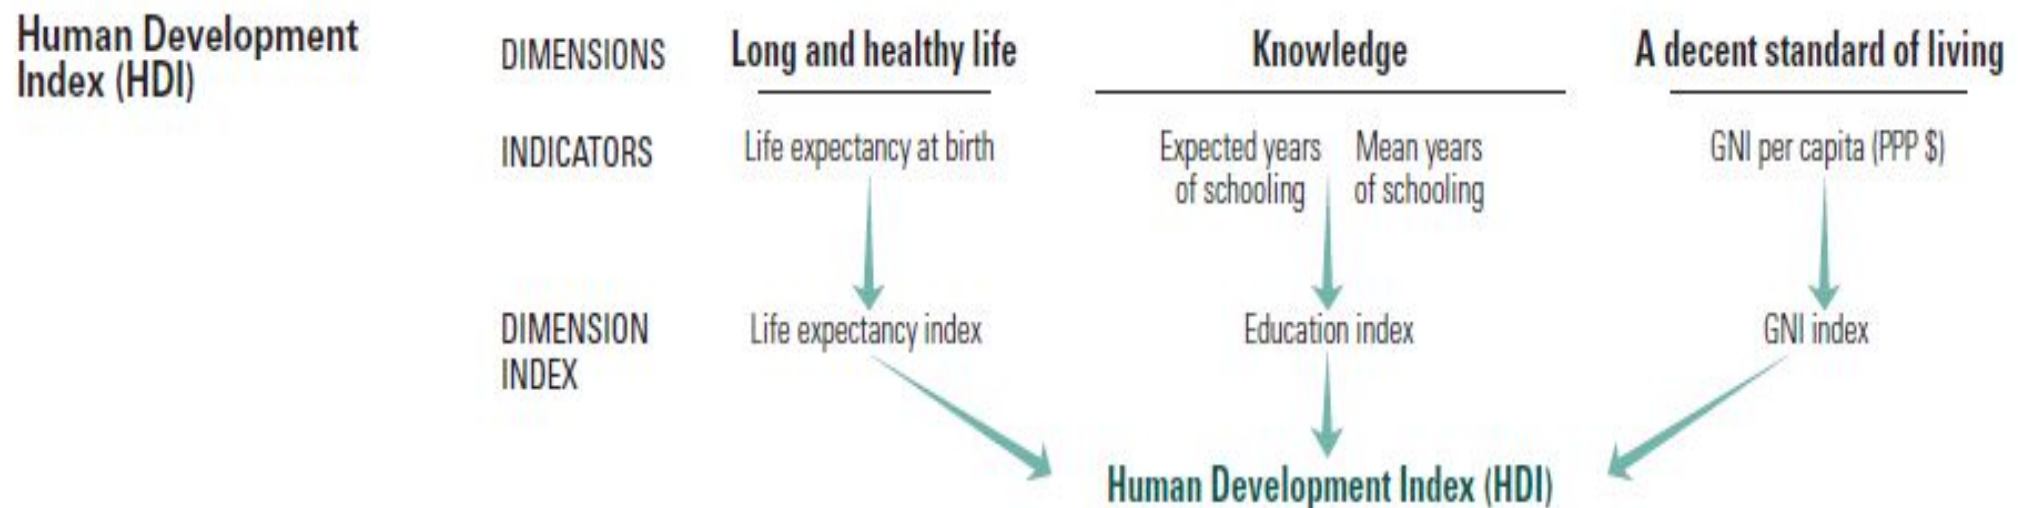 Human Development
Index (HDI)
DIMENSIONS
Long and healthy life
Knowledge
A decent standard of living
INDICATORS
Life expectancy at birth
Expected years
of schooling
Mean years
of schooling
GNI per capita (PPP $)
DIMENSION
INDEX
Life expectancy index
Education index
GNI index
Human Development Index (HDI)